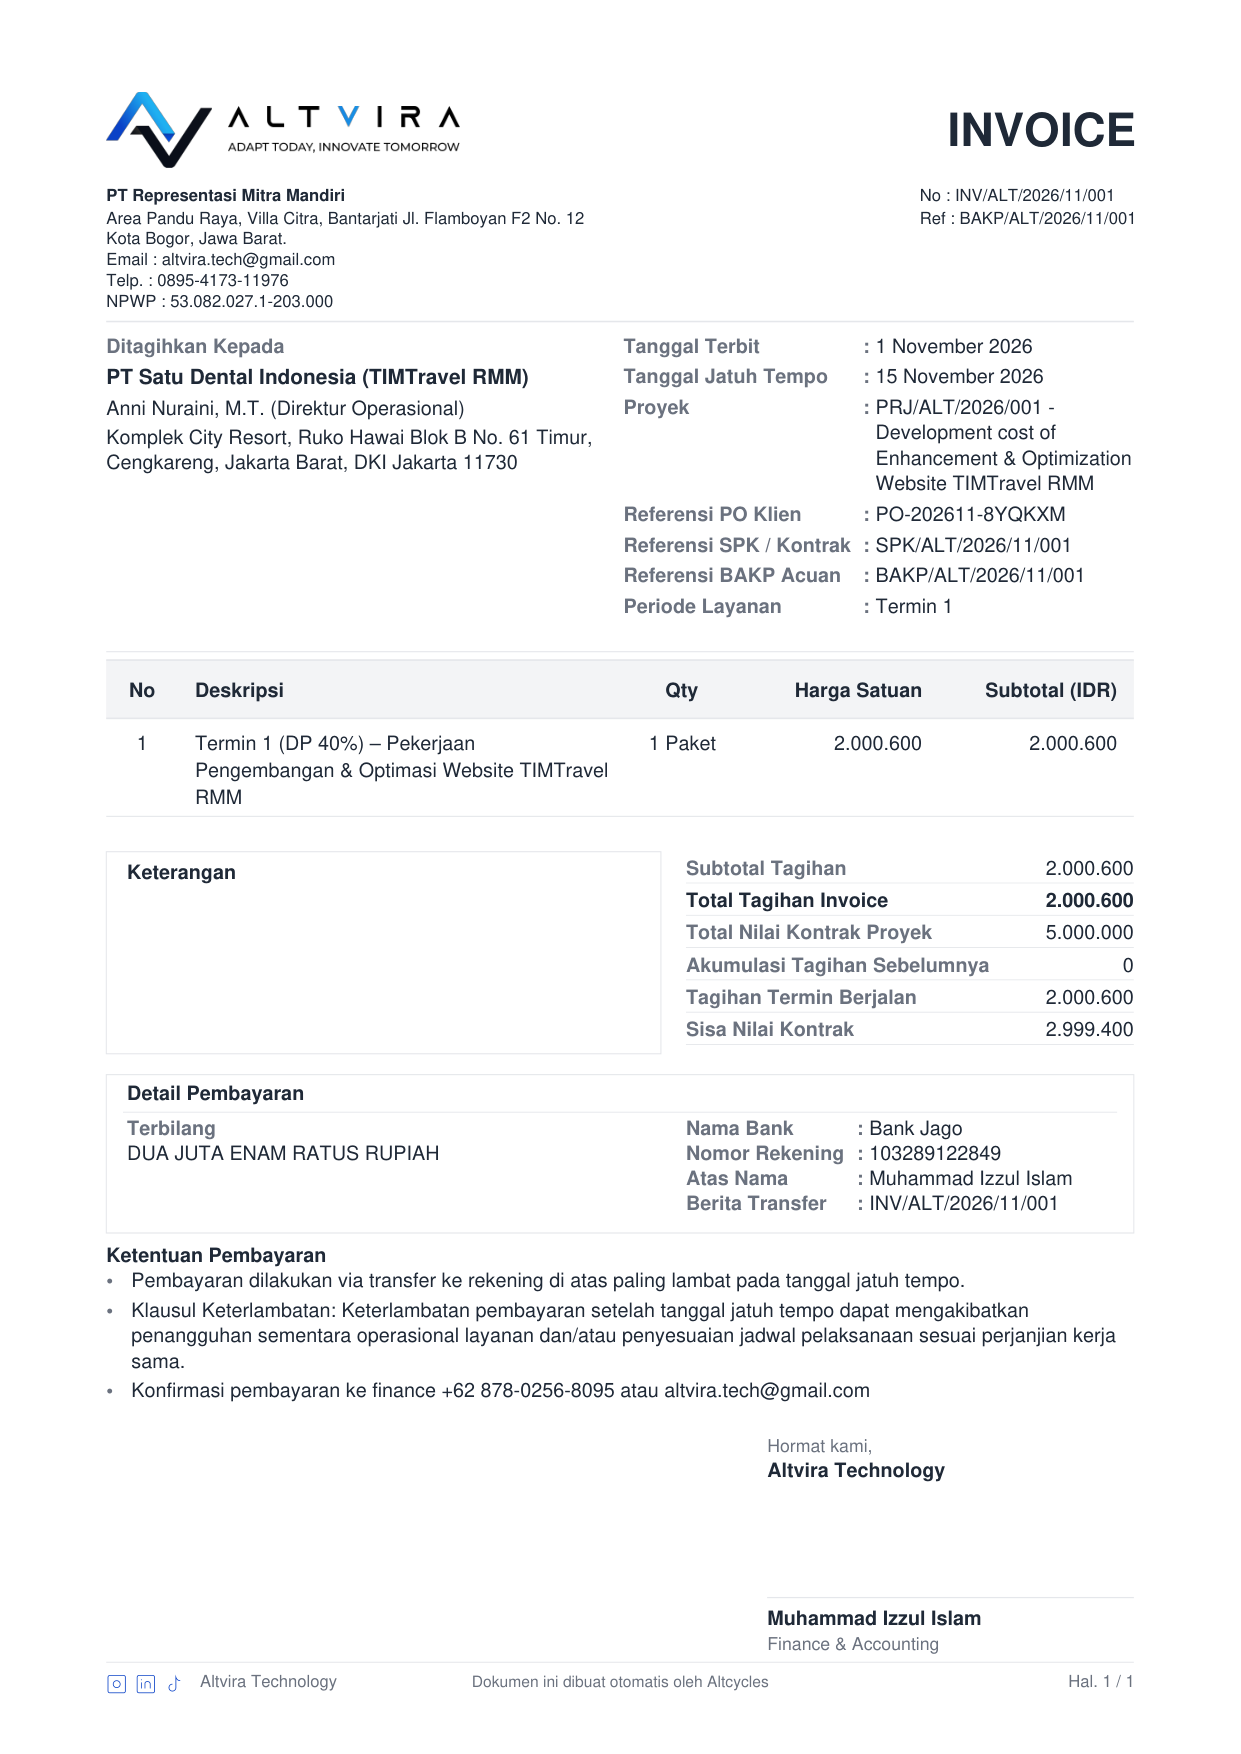 ALTVIRA
ADAPT TODAY, INNOVATE TOMORROW
INVOICE
PT Representasi Mitra Mandiri
Area Pandu Raya, Villa Citra, Bantarjati Jl. Flamboyan F2 No. 12
Kota Bogor, Jawa Barat.
Email : altvira.tech@gmail.com
Telp. : 0895-4173-11976
NPWP : 53.082.027.1-203.000
No : INV/ALT/2026/11/001
Ref : BAKP/ALT/2026/11/001
Ditagihkan Kepada
PT Satu Dental Indonesia (TIMTravel RMM)
Anni Nuraini, M.T. (Direktur Operasional)
Komplek City Resort, Ruko Hawai Blok B No. 61 Timur,
Cengkareng, Jakarta Barat, DKI Jakarta 11730
Tanggal Terbit : 1 November 2026
Tanggal Jatuh Tempo : 15 November 2026
Proyek : PRJ/ALT/2026/001 -
Development cost of
Enhancement & Optimization
Website TIMTravel RMM
Referensi PO Klien : PO-202611-8YQKXM
Referensi SPK / Kontrak : SPK/ALT/2026/11/001
Referensi BAKP Acuan : BAKP/ALT/2026/11/001
Periode Layanan : Termin 1
No Deskripsi Qty Harga Satuan Subtotal (IDR)
1 Termin 1 (DP 40%) – Pekerjaan 1 Paket 2.000.600 2.000.600
Pengembangan & Optimasi Website TIMTravel
RMM
Keterangan
Subtotal Tagihan 2.000.600
Total Tagihan Invoice 2.000.600
Total Nilai Kontrak Proyek 5.000.000
Akumulasi Tagihan Sebelumnya 0
Tagihan Termin Berjalan 2.000.600
Sisa Nilai Kontrak 2.999.400
Detail Pembayaran
Terbilang
DUA JUTA ENAM RATUS RUPIAH
Nama Bank : Bank Jago
Nomor Rekening : 103289122849
Atas Nama : Muhammad Izzul Islam
Berita Transfer : INV/ALT/2026/11/001
Ketentuan Pembayaran
• Pembayaran dilakukan via transfer ke rekening di atas paling lambat pada tanggal jatuh tempo.
• Klausul Keterlambatan: Keterlambatan pembayaran setelah tanggal jatuh tempo dapat mengakibatkan
penangguhan sementara operasional layanan dan/atau penyesuaian jadwal pelaksanaan sesuai perjanjian kerja
sama.
• Konfirmasi pembayaran ke finance +62 878-0256-8095 atau altvira.tech@gmail.com
Hormat kami,
Altvira Technology
Muhammad Izzul Islam
Finance & Accounting
Altvira Technology Dokumen ini dibuat otomatis oleh Altcycles Hal. 1 / 1